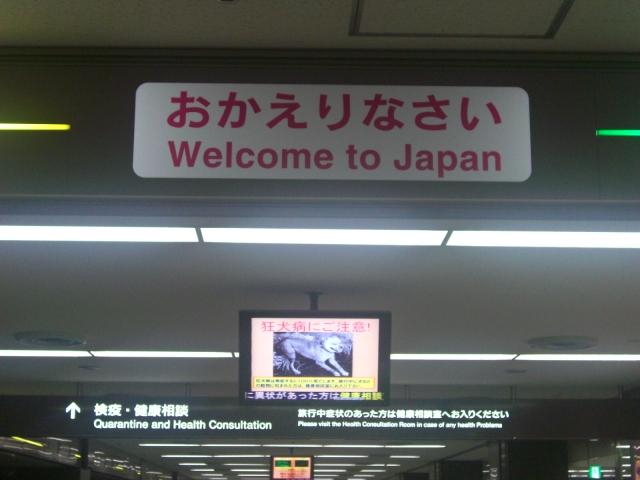 おかえりなさい
Welcome to Japan
狂犬病にご注意!
に異状があった方は健康相談
検疫・健康相談
Quarantine and Health Consultation
旅行中症状のあった方は健康相談室へお入りください
Please visit the Health Consultation Room in case of any health Problems